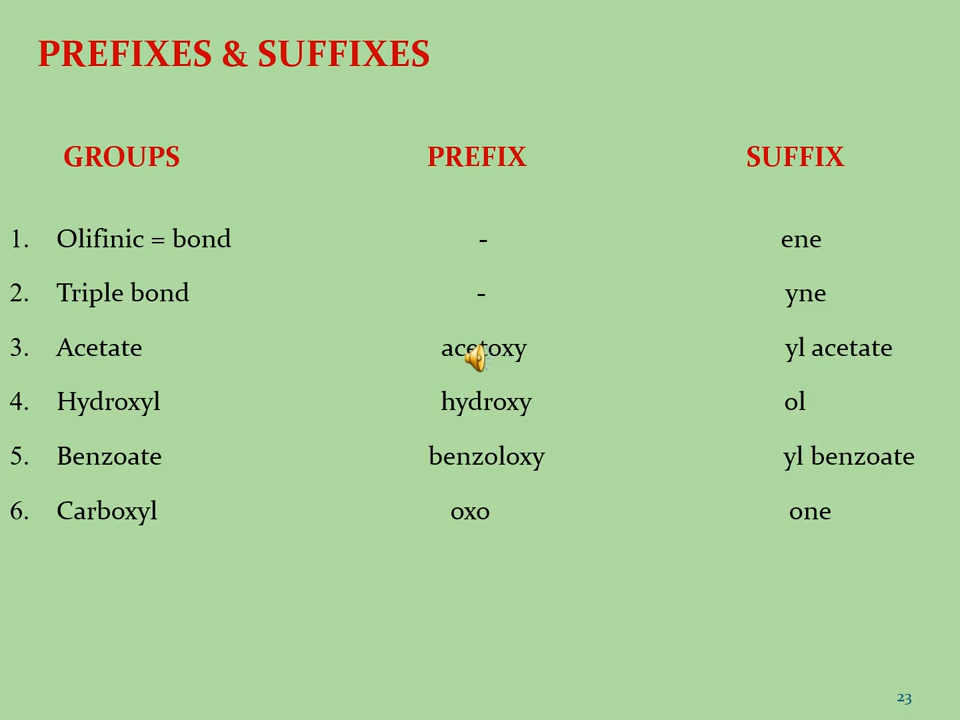 PREFIXES & SUFFIXES
GROUPS PREFIX SUFFIX
1. Olifinic = bond - ene
2. Triple bond - yne
3. Acetate acetoxy yl acetate
4. Hydroxyl hydroxy ol
5. Benzoate benzoloxy yl benzoate
6. Carboxyl oxo one
23